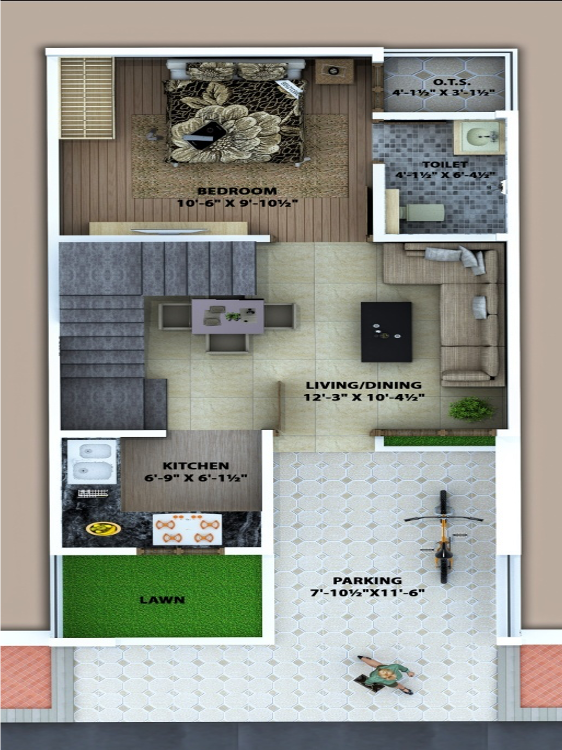 O.T.S.
4'-1½" X 3'-1½"
TOILET
4'-1½" X 6'-4½"
BEDROOM
10'-6" X 9'-10½"
LIVING/DINING
12'-3" X 10'-4½"
KITCHEN
6'-9" X 6'-1½"
PARKING
7'-10½"X11'-6"
LAWN